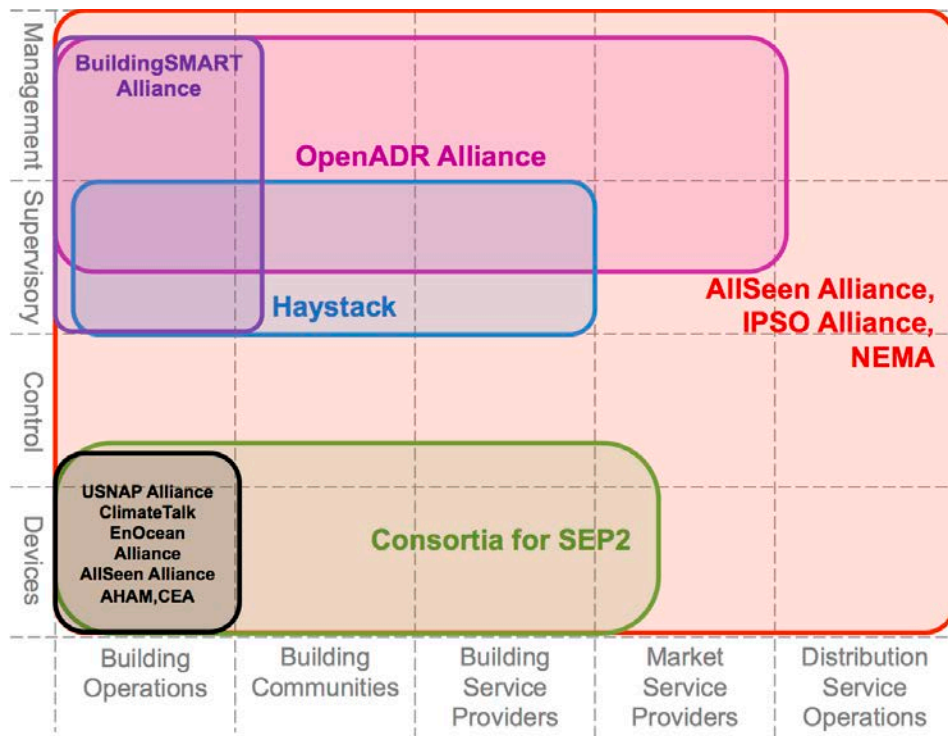 Management
Supervisory
Control
Devices
BuildingSMART
Alliance
OpenADR Alliance
Haystack
AllSeen Alliance,
IPSO Alliance,
NEMA
USNAP Alliance
ClimateTalk
EnOcean
Alliance
AllSeen Alliance
AHAM,CEA
Consortia for SEP2
Building
Operations
Building
Communities
Building
Service
Providers
Market
Service
Providers
Distribution
Service
Operations